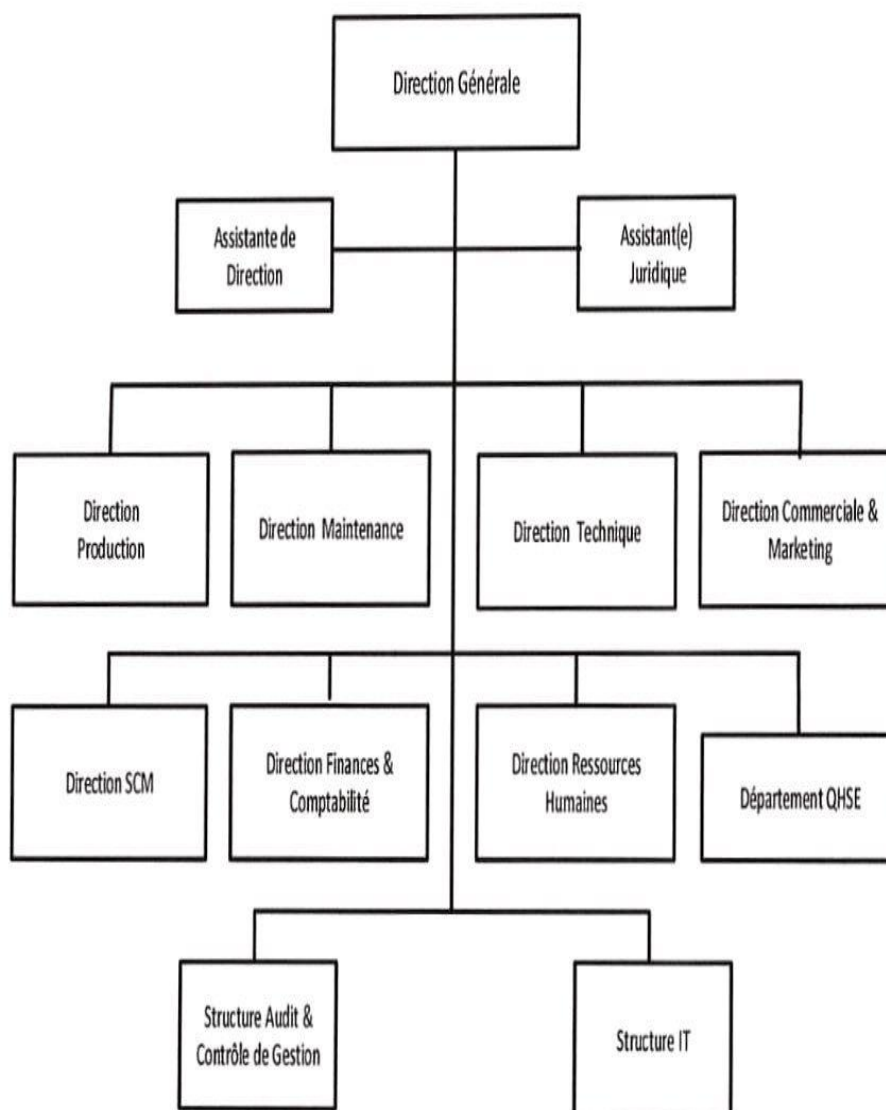 Direction Générale
Assistante de
Direction
Assistant(e)
Juridique
Direction
Production
Direction Maintenance
Direction Technique
Direction Commerciale &
Marketing
Direction SCM
Direction Finances &
Comptabilité
Direction Ressources
Humaines
Département QHSE
Structure Audit &
Contrôle de Gestion
Structure IT